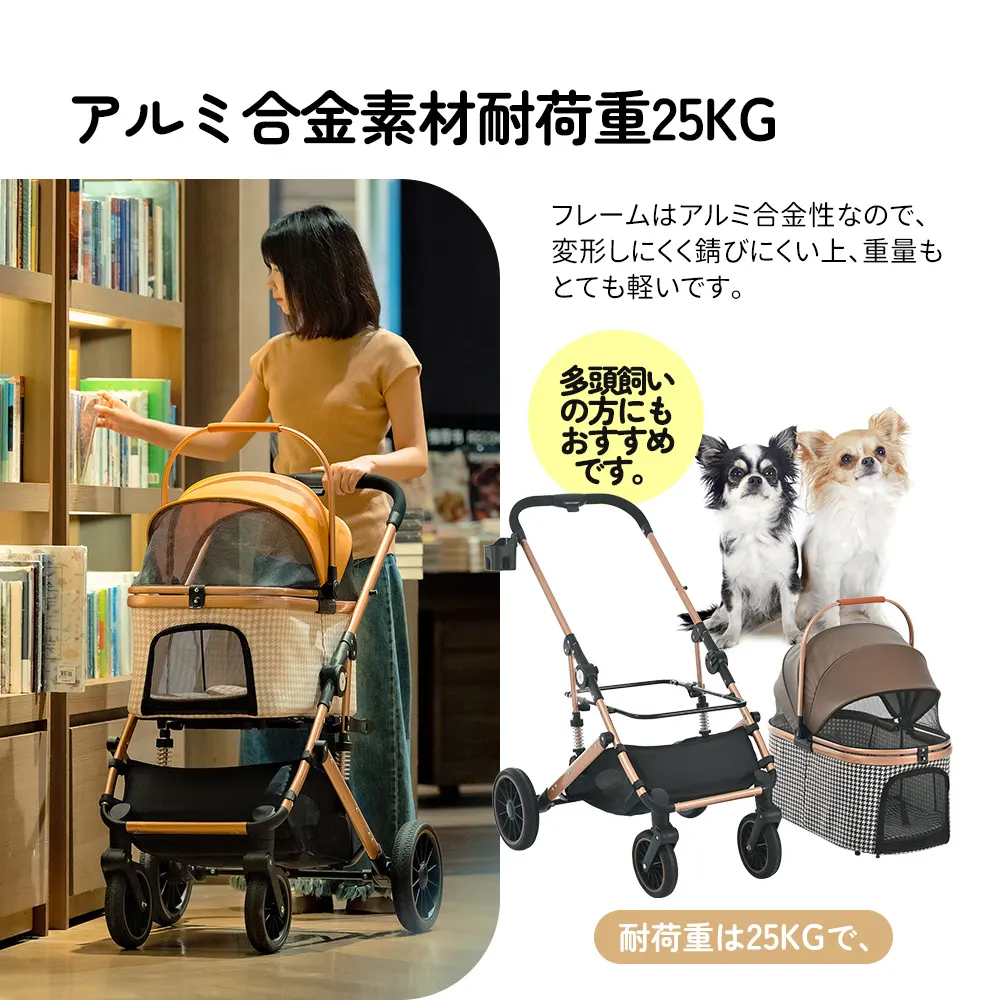 アルミ合金素材耐荷重25KG
フレームはアルミ合金性なので、
変形しにくく錆びにくい上、重量も
とても軽いです。
多頭飼い
の方にも
おすすめ
です。
耐荷重は25KGで、